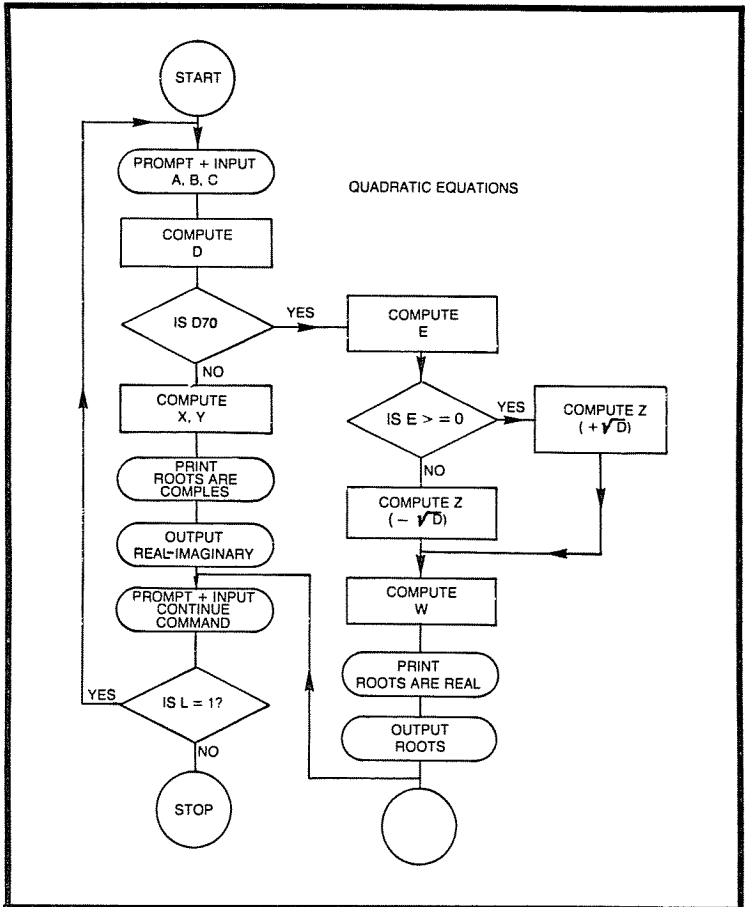 START
PROMPT + INPUT
A, B, C
QUADRATIC EQUATIONS
COMPUTE
D
IS D70
YES
NO
COMPUTE
E
COMPUTE
X, Y
IS E > = 0
YES
NO
COMPUTE Z
( + √D)
PRINT
ROOTS ARE
COMPLES
COMPUTE Z
( − √D)
OUTPUT
REAL-IMAGINARY
PROMPT + INPUT
CONTINUE
COMMAND
COMPUTE
W
PRINT
ROOTS ARE REAL
YES
IS L = 1?
NO
OUTPUT
ROOTS
STOP